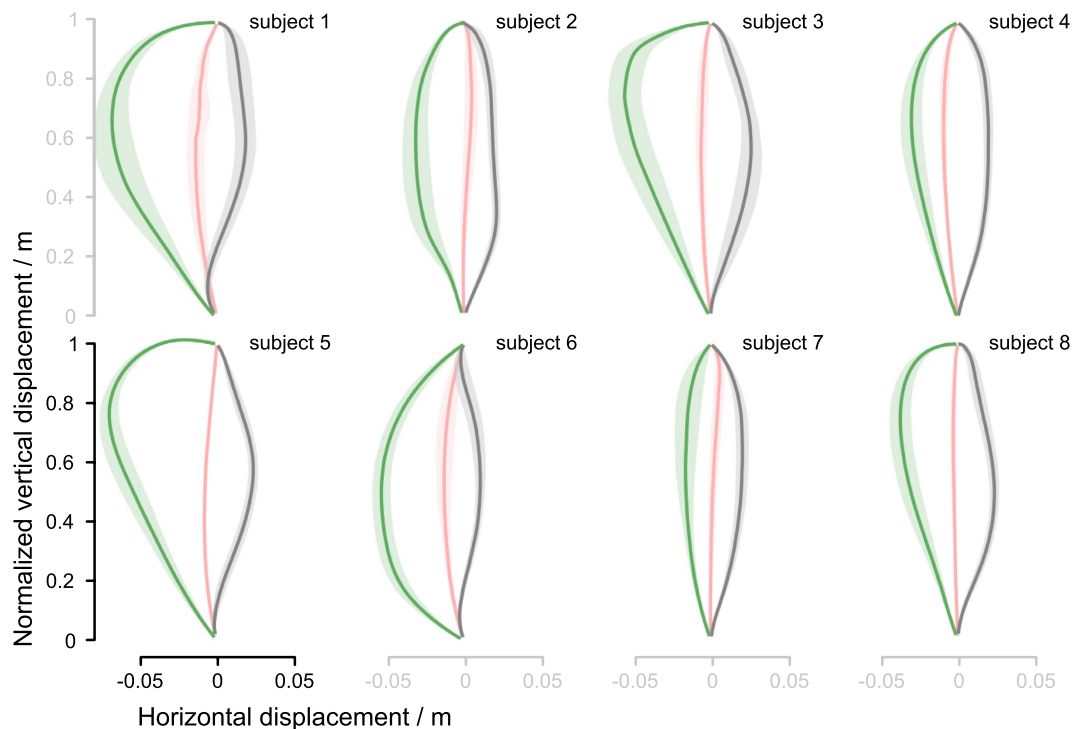 subject 1
subject 2
subject 3
subject 4
1
0.8
0.6
0.4
0.2
0
Normalized vertical displacement / m
subject 5
subject 6
subject 7
subject 8
1
0.8
0.6
0.4
0.2
0
-0.05 0 0.05
-0.05 0 0.05
-0.05 0 0.05
-0.05 0 0.05
Horizontal displacement / m